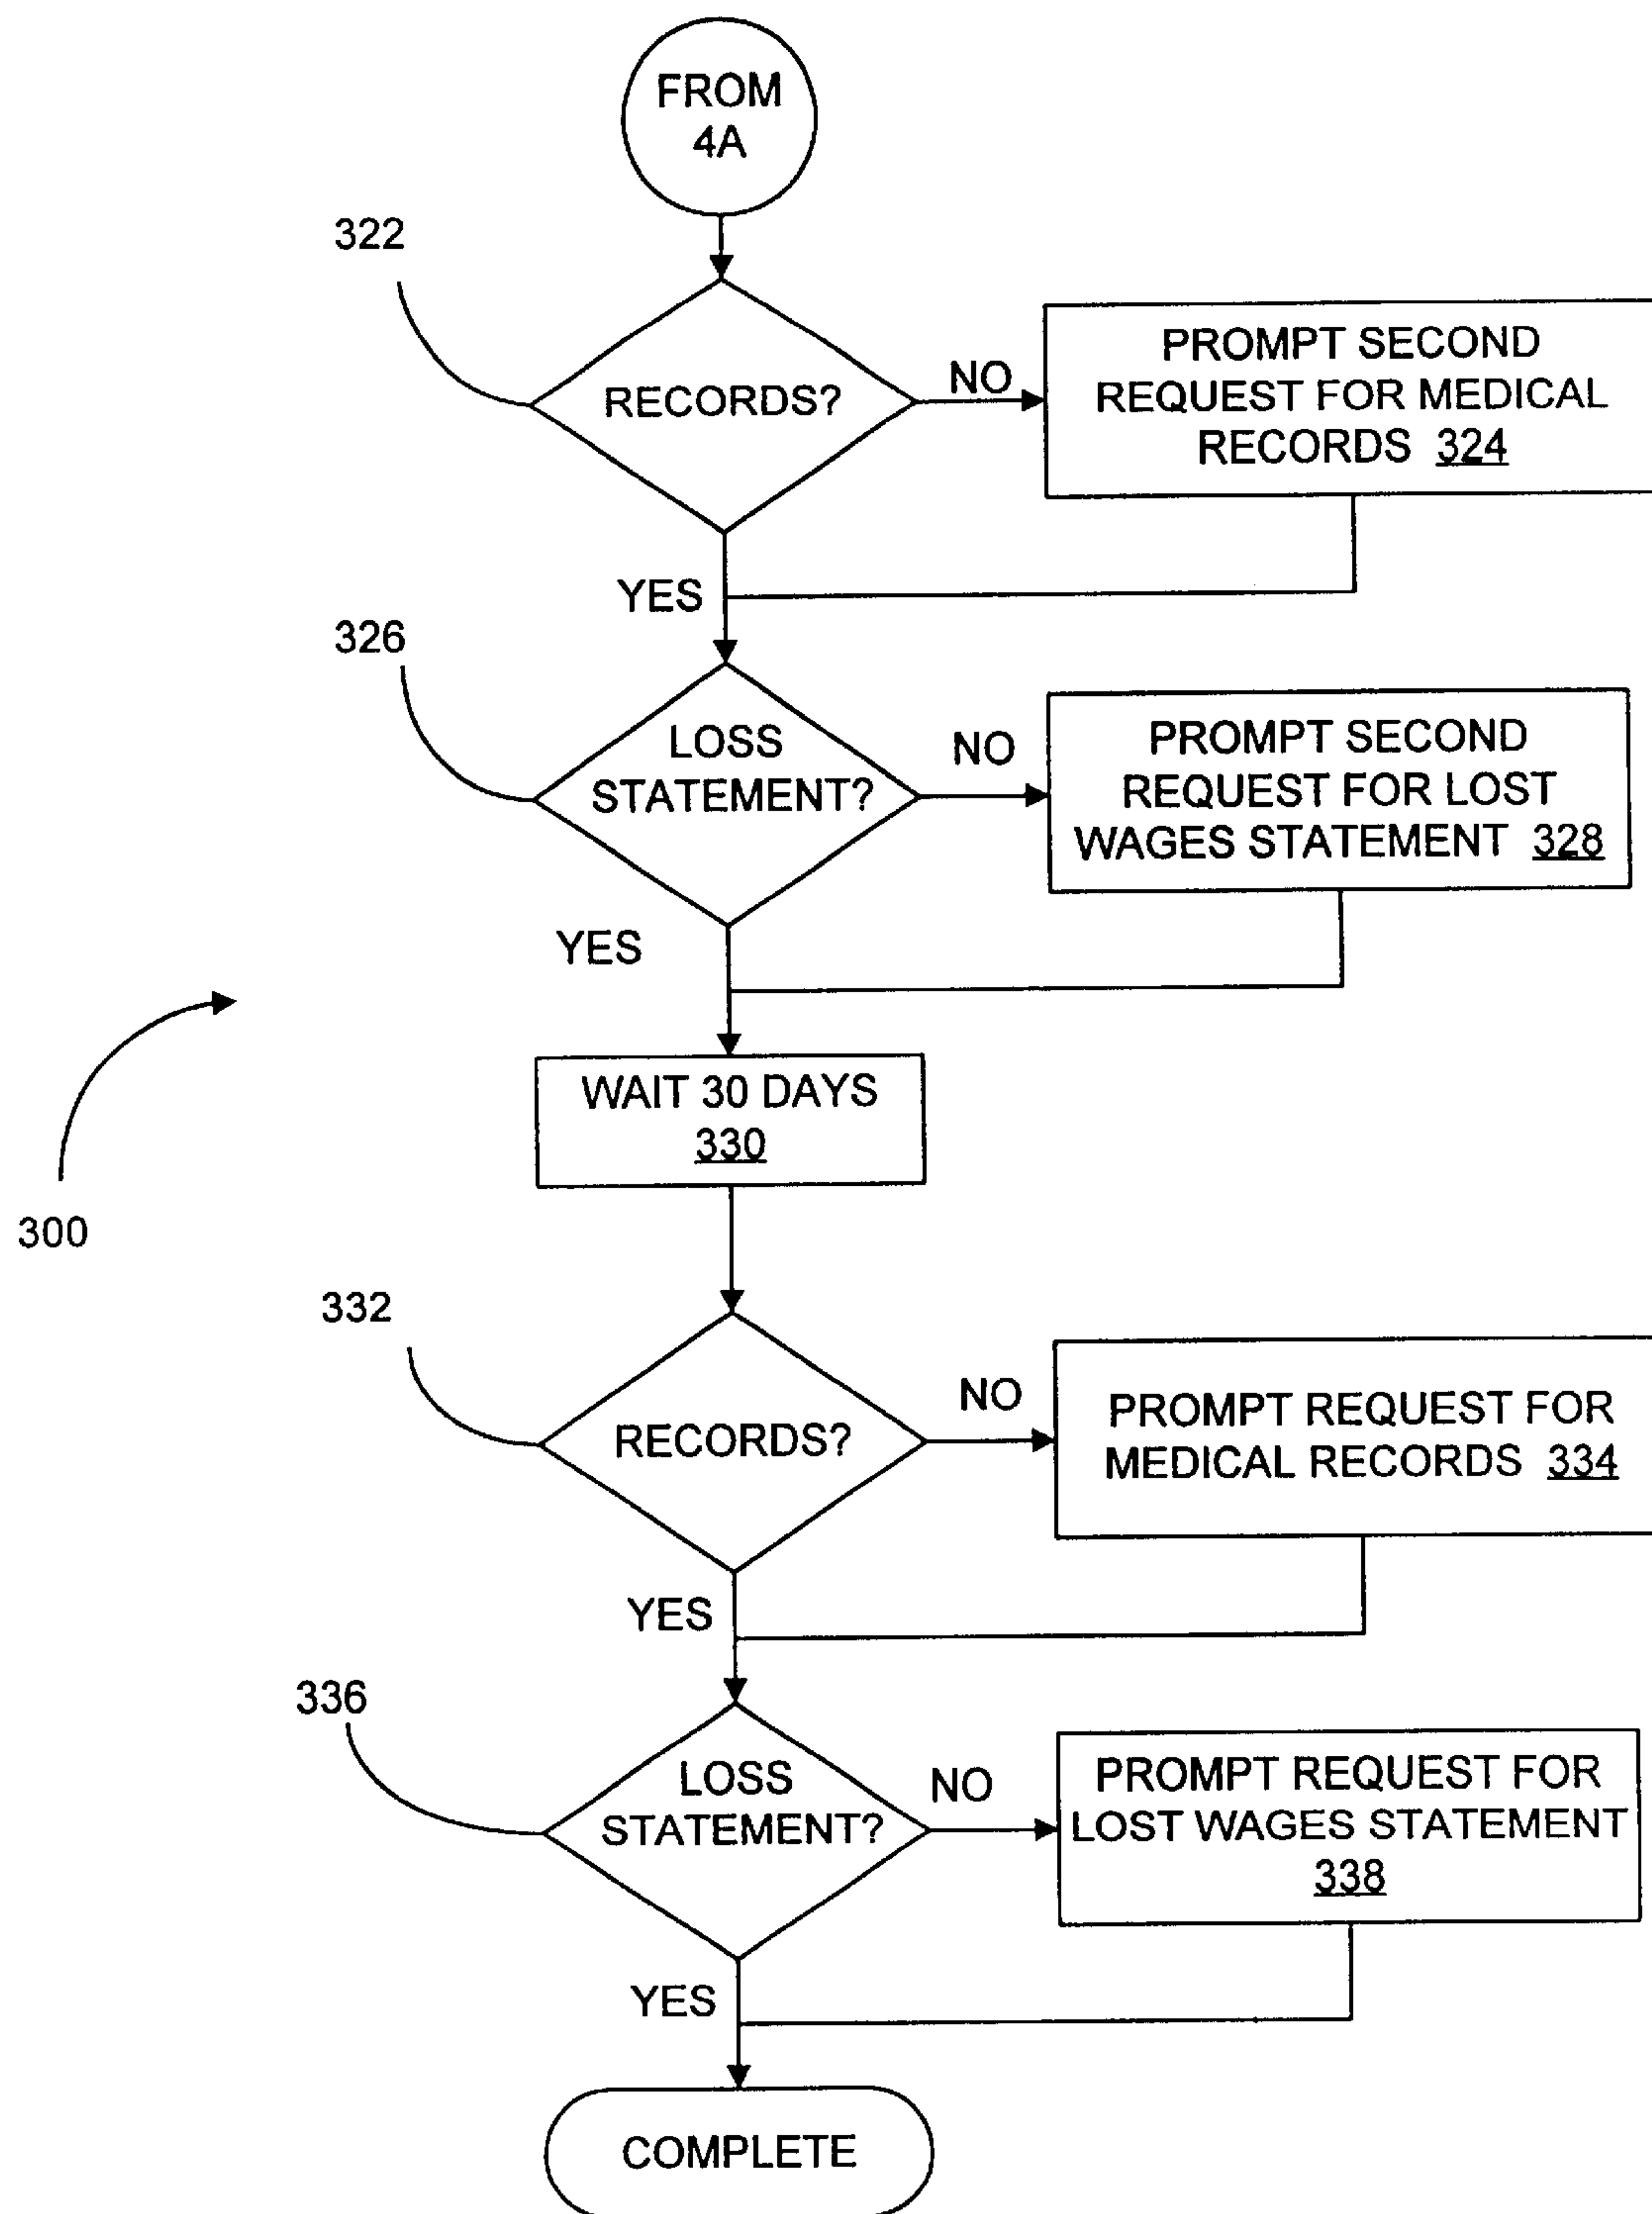 FROM
4A
322
RECORDS?
NO
PROMPT SECOND
REQUEST FOR MEDICAL
RECORDS 324
YES
326
LOSS
STATEMENT?
NO
PROMPT SECOND
REQUEST FOR LOST
WAGES STATEMENT 328
YES
WAIT 30 DAYS
330
300
332
RECORDS?
NO
PROMPT REQUEST FOR
MEDICAL RECORDS 334
YES
336
LOSS
STATEMENT?
NO
PROMPT REQUEST FOR
LOST WAGES STATEMENT
338
YES
COMPLETE